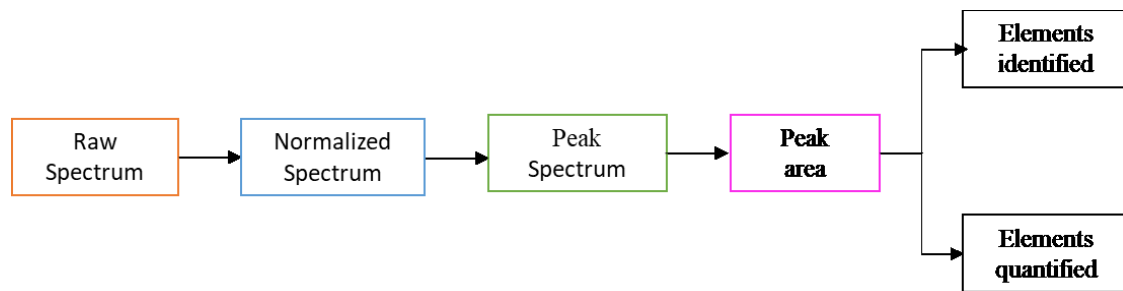 Raw
Spectrum
Normalized
Spectrum
Peak
Spectrum
Peak
area
Elements
identified
Elements
quantified